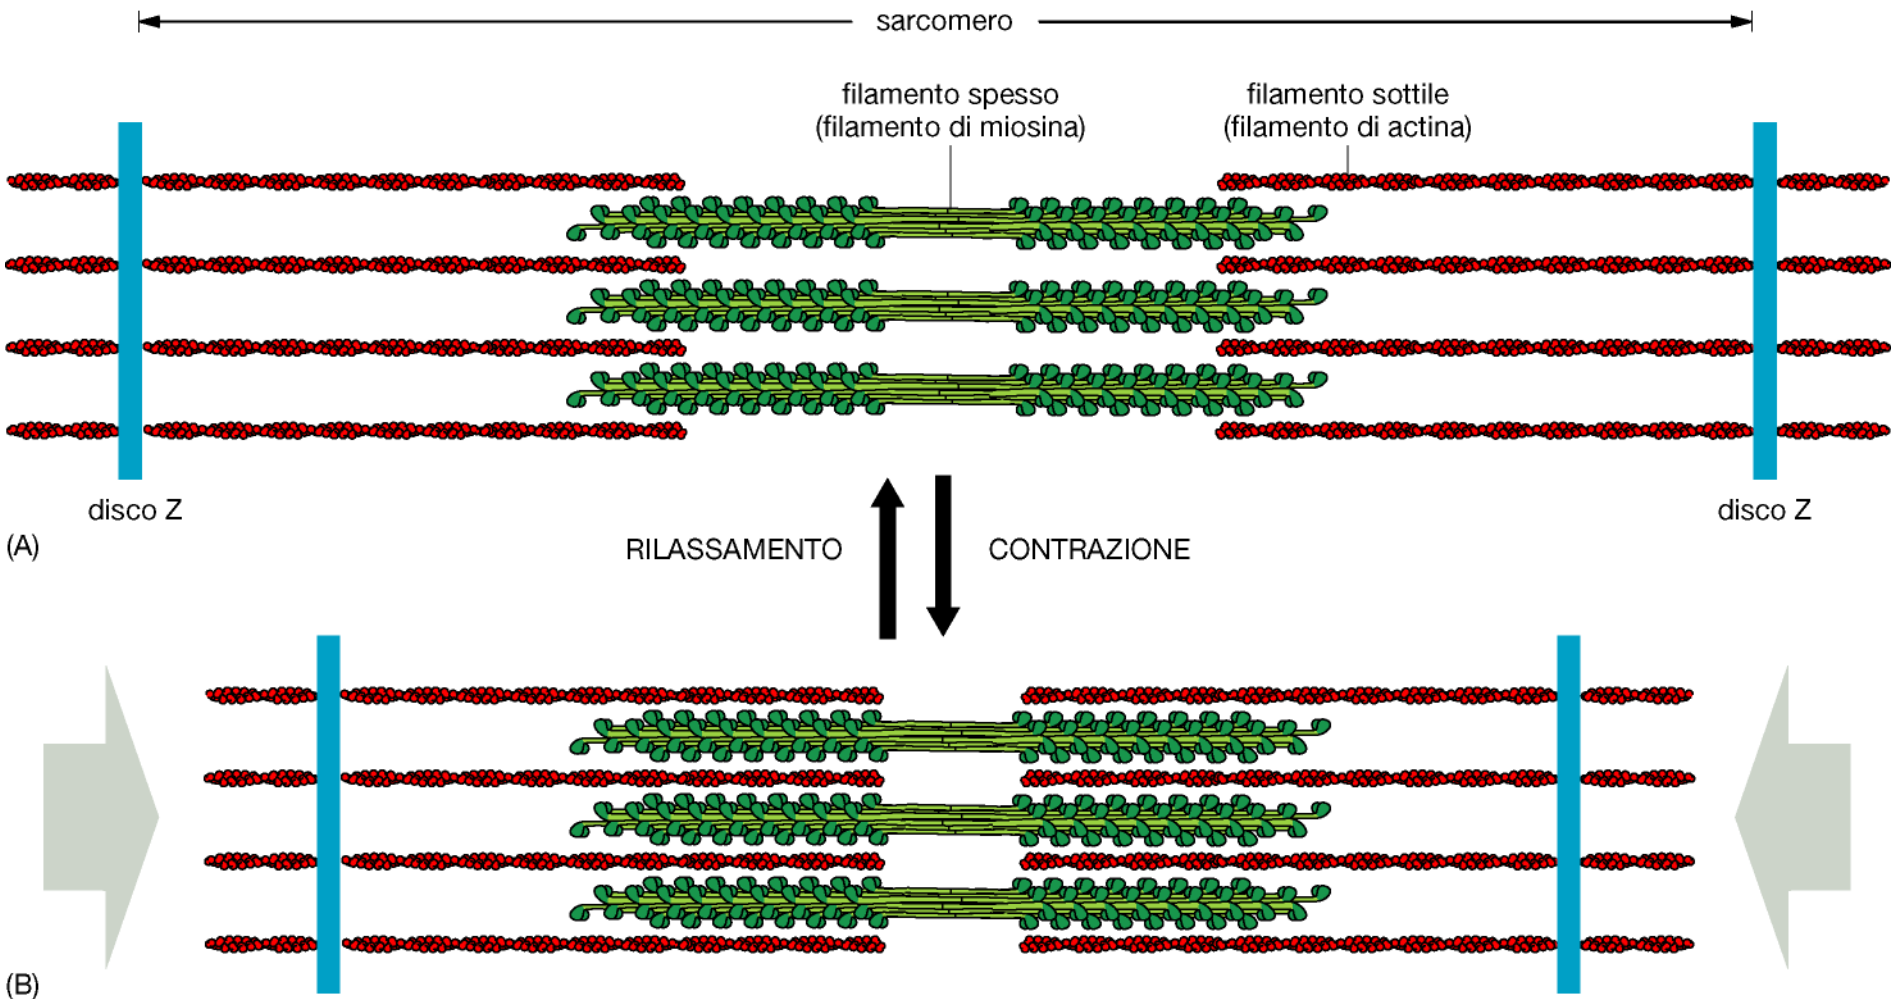 sarcomero
filamento spesso
(filamento di miosina)
filamento sottile
(filamento di actina)
disco Z
disco Z
(A)
RILASSAMENTO
CONTRAZIONE
(B)